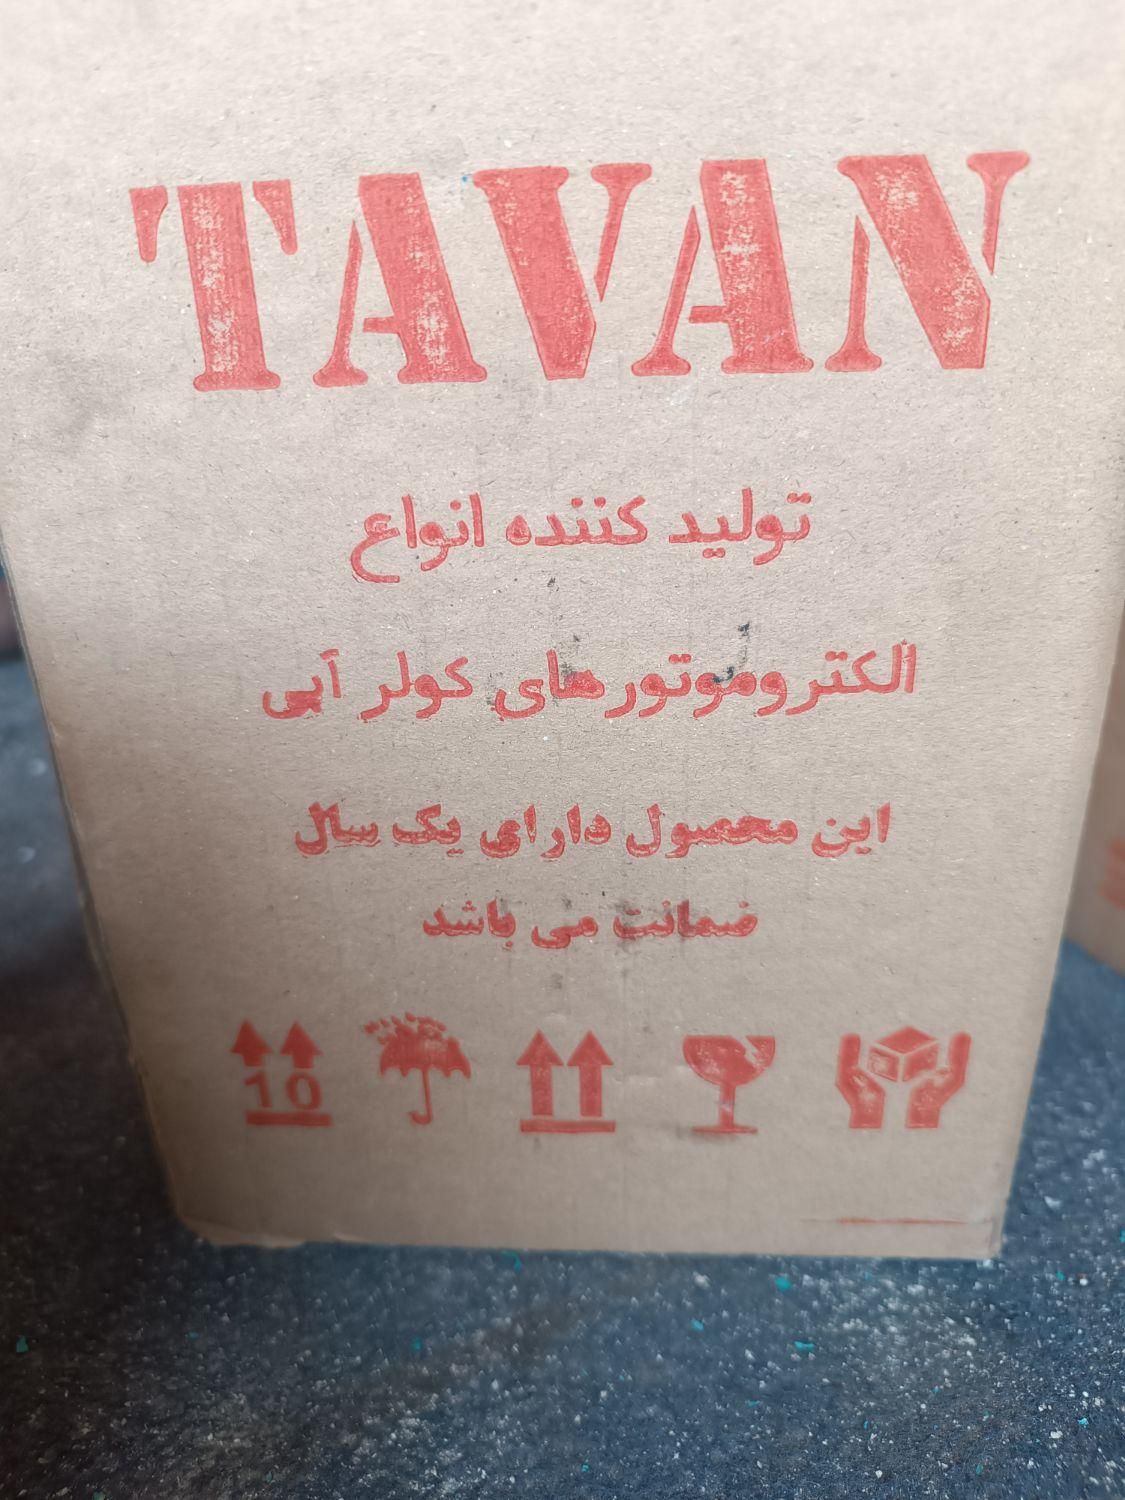 TAVAN
تولید کننده انواع
الکتروموتورهای کولر آبی
این محصول دارای یک سال
ضمانت می باشد
10